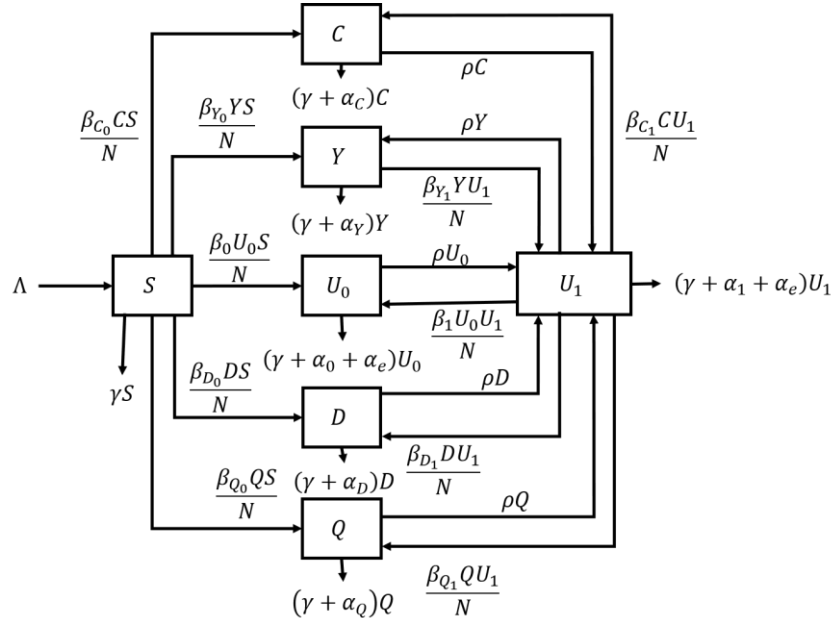 C
ρC
(γ + α_C)C
β_{C_0}CS/N
β_{Y_0}YS/N
ρY
β_{C_1}CU_1/N
Y
β_{Y_1}YU_1/N
(γ + α_Y)Y
β_0U_0S/N
ρU_0
Λ
S
U_0
U_1
(γ + α_1 + α_e)U_1
β_1U_0U_1/N
(γ + α_0 + α_e)U_0
γS
β_{D_0}DS/N
ρD
D
β_{D_1}DU_1/N
β_{Q_0}QS/N
(γ + α_D)D
ρQ
Q
β_{Q_1}QU_1/N
(γ + α_Q)Q